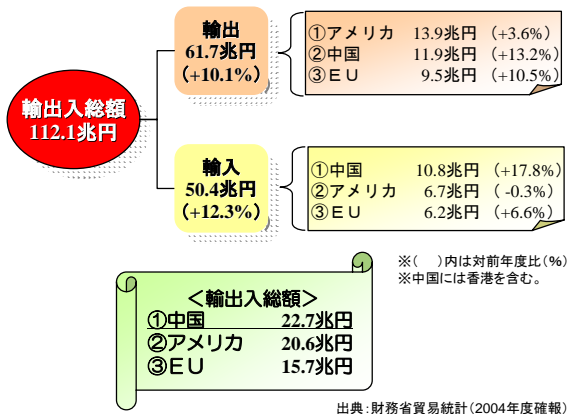 輸出入総額
112.1兆円
輸出
61.7兆円
(+10.1%)
①アメリカ 13.9兆円 (+3.6%)
②中国 11.9兆円 (+13.2%)
③ＥＵ 9.5兆円 (+10.5%)
輸入
50.4兆円
(+12.3%)
①中国 10.8兆円 (+17.8%)
②アメリカ 6.7兆円 ( -0.3%)
③ＥＵ 6.2兆円 (+6.6%)
※( )内は対前年度比(%)
※中国には香港を含む。
＜輸出入総額＞
①中国 22.7兆円
②アメリカ 20.6兆円
③ＥＵ 15.7兆円
出典：財務省貿易統計(2004年度確報)